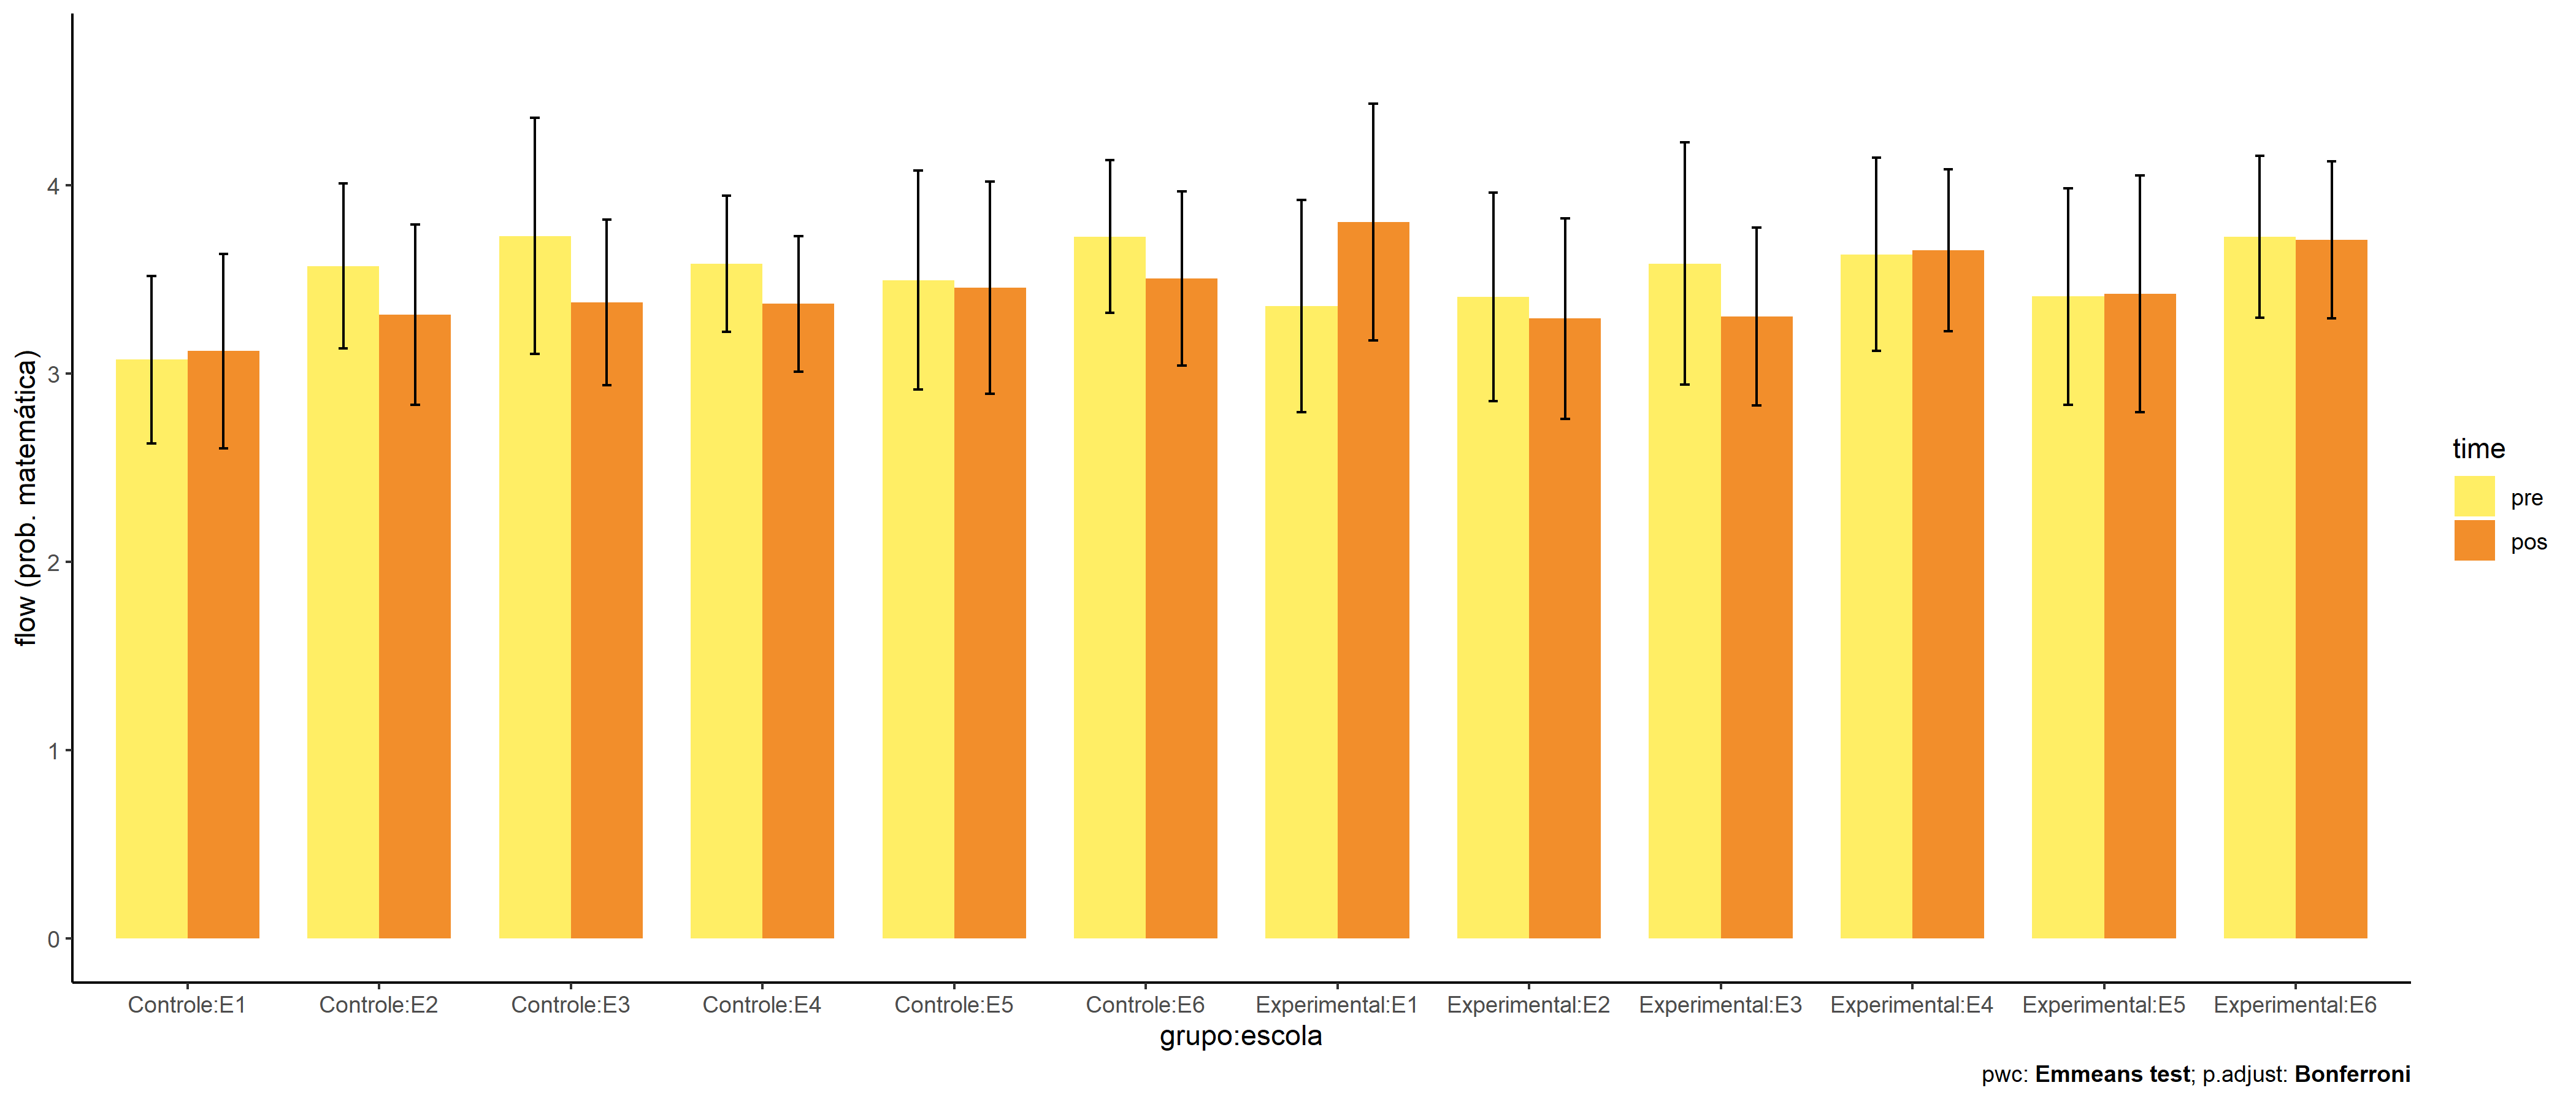 flow (prob. matemática)
4
3
2
1
0
Controle:E1 Controle:E2 Controle:E3 Controle:E4 Controle:E5 Controle:E6 Experimental:E1 Experimental:E2 Experimental:E3 Experimental:E4 Experimental:E5 Experimental:E6
grupo:escola
time
pre
pos
pwc: Emmeans test; p.adjust: Bonferroni